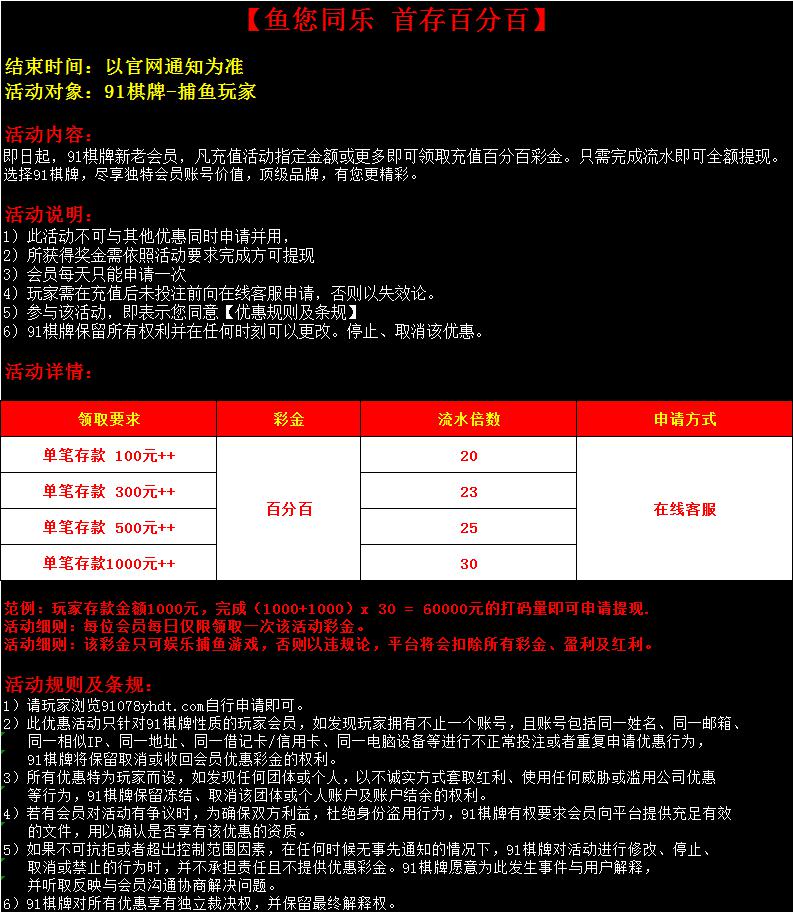 【鱼您同乐 首存百分百】
结束时间：以官网通知为准
活动对象：91棋牌-捕鱼玩家
活动内容：
即日起，91棋牌新老会员，凡充值活动指定金额或更多即可领取充值百分百彩金。只需完成流水即可全额提现。
选择91棋牌，尽享独特会员账号价值，顶级品牌，有您更精彩。
活动说明：
1）此活动不可与其他优惠同时申请并用，
2）所获得奖金需依照活动要求完成方可提现
3）会员每天只能申请一次
4）玩家需在充值后未投注前向在线客服申请，否则以失效论。
5）参与该活动，即表示您同意【优惠规则及条规】
6）91棋牌保留所有权利并在任何时刻可以更改。停止、取消该优惠。
活动详情：
领取要求 彩金 流水倍数 申请方式
单笔存款 100元++ 20
单笔存款 300元++ 23
百分百 在线客服
单笔存款 500元++ 25
单笔存款1000元++ 30
范例：玩家存款金额1000元，完成（1000+1000）x 30 = 60000元的打码量即可申请提现.
活动细则：每位会员每日仅限领取一次该活动彩金。
活动细则：该彩金只可娱乐捕鱼游戏，否则以违规论，平台将会扣除所有彩金、盈利及红利。
活动规则及条规：
1）请玩家浏览91078yhdt.com自行申请即可。
2）此优惠活动只针对91棋牌性质的玩家会员，如发现玩家拥有不止一个账号，且账号包括同一姓名、同一邮箱、
同一相似IP、同一地址、同一借记卡/信用卡、同一电脑设备等进行不正常投注或者重复申请优惠行为，
91棋牌将保留取消或收回会员优惠彩金的权利。
3）所有优惠特为玩家而设，如发现任何团体或个人，以不诚实方式套取红利、使用任何威胁或滥用公司优惠
等行为，91棋牌保留冻结、取消该团体或个人账户及账户结余的权利。
4）若有会员对活动有争议时，为确保双方利益，杜绝身份盗用行为，91棋牌有权要求会员向平台提供充足有效
的文件，用以确认是否享有该优惠的资质。
5）如果不可抗拒或者超出控制范围因素，在任何时候无事先通知的情况下，91棋牌对活动进行修改、停止、
取消或禁止的行为时，并不承担责任且不提供优惠彩金。91棋牌愿意为此发生事件与用户解释，
并听取反映与会员沟通协商解决问题。
6）91棋牌对所有优惠享有独立裁决权，并保留最终解释权。